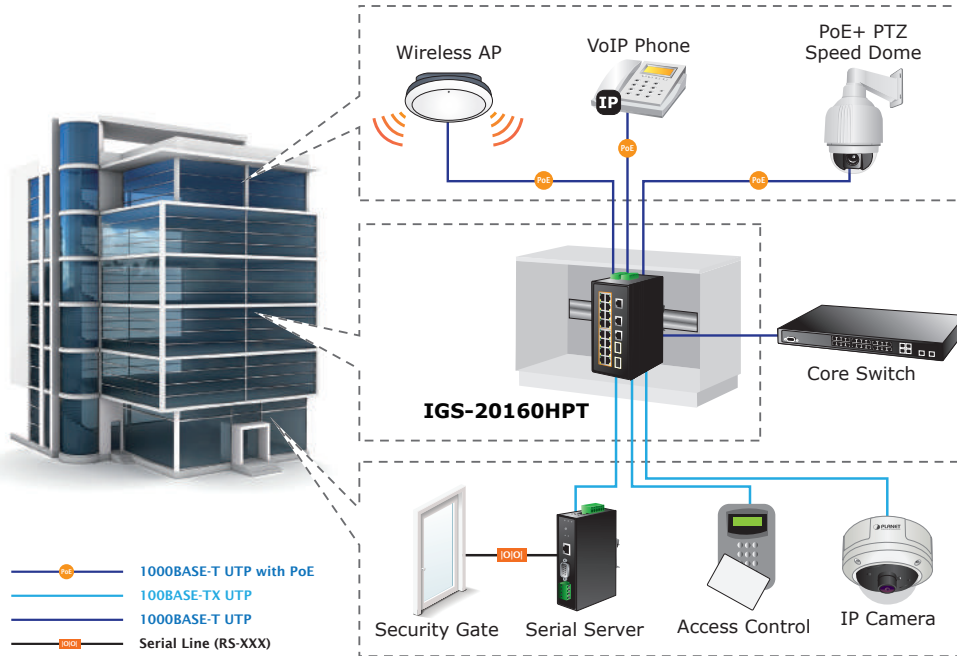 Wireless AP
VoIP Phone
PoE+ PTZ
Speed Dome
IP
PoE
PoE
PoE
IGS-20160HPT
Core Switch
PLANET
|O|O|
Security Gate
Serial Server
Access Control
IP Camera
PoE
1000BASE-T UTP with PoE
100BASE-TX UTP
1000BASE-T UTP
|O|O|
Serial Line (RS-XXX)